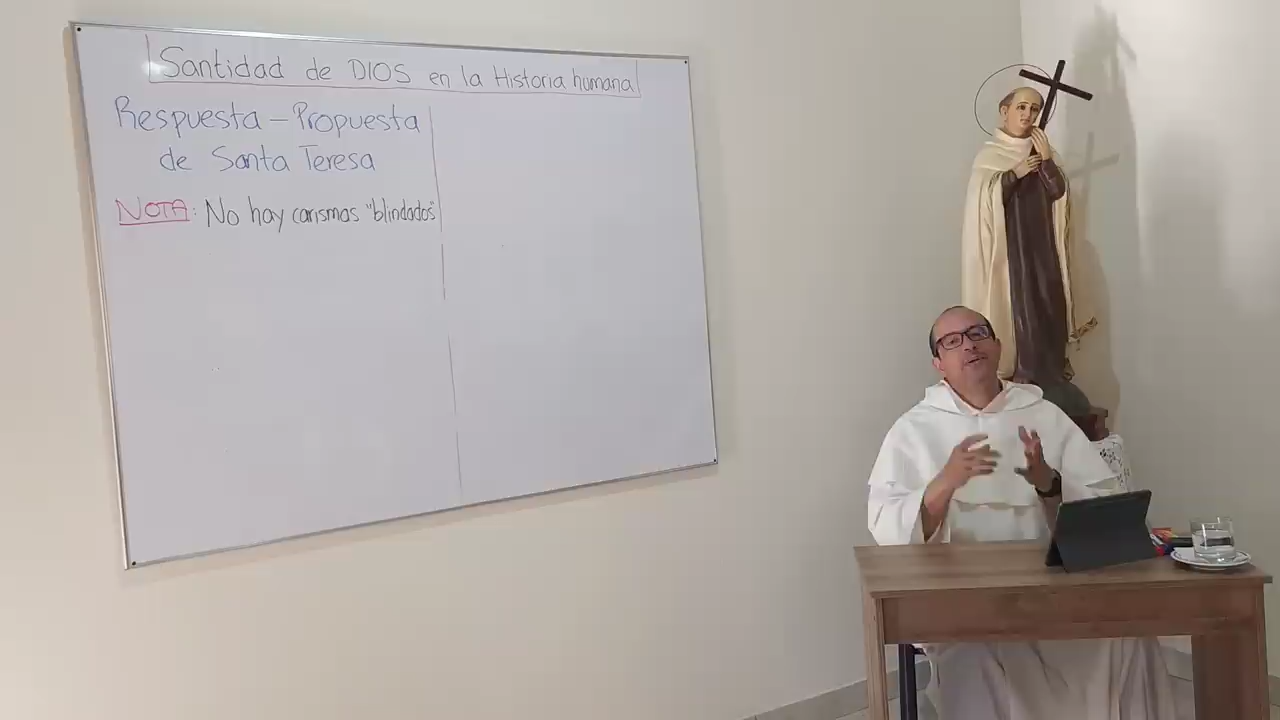 Santidad de DIOS en la Historia humana
Respuesta – Propuesta
de Santa Teresa
NOTA: No hay carismas "blindados"